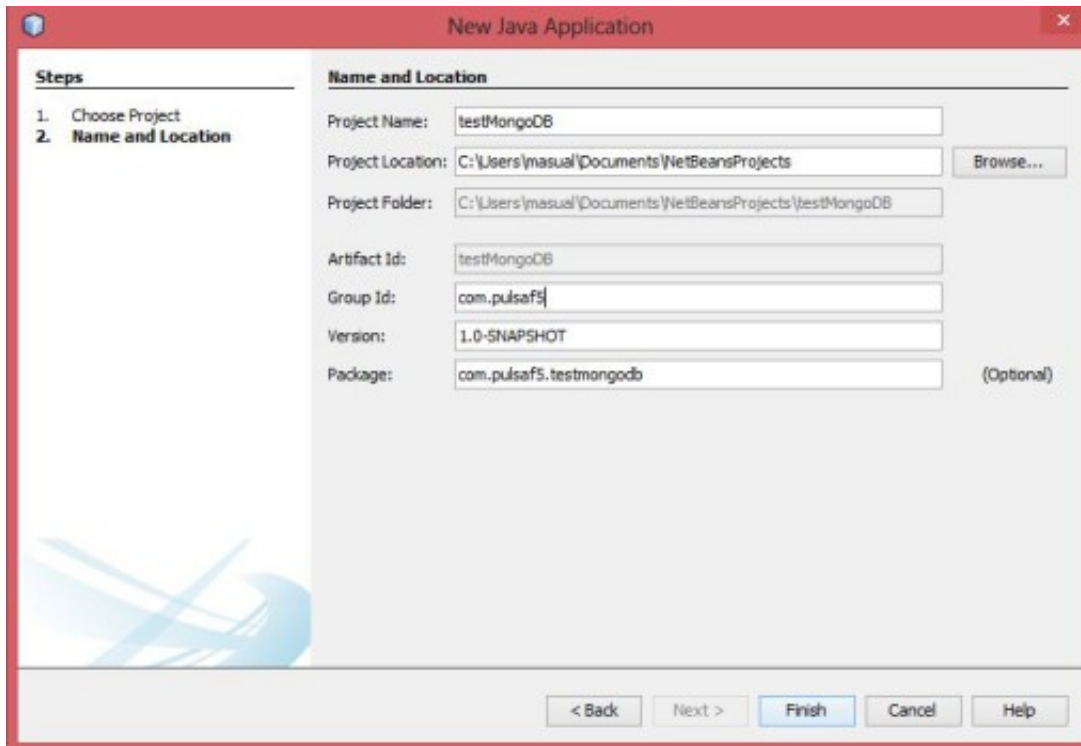 New Java Application
Steps
1. Choose Project
2. Name and Location
Name and Location
Project Name: testMongoDB
Project Location: C:\Users\masual\Documents\NetBeansProjects Browse...
Project Folder: C:\Users\masual\Documents\NetBeansProjects\testMongoDB
Artifact Id: testMongoDB
Group Id: com.pulsaf5
Version: 1.0-SNAPSHOT
Package: com.pulsaf5.testmongodb (Optional)
< Back Next > Finish Cancel Help